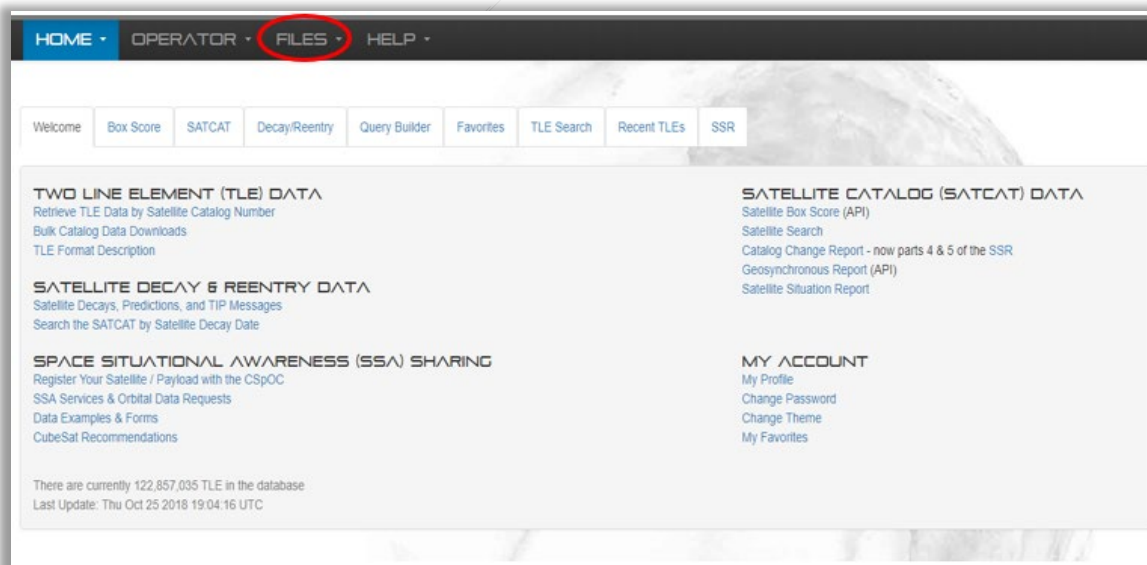 HOME OPERATOR FILES HELP
Welcome Box Score SATCAT Decay/Reentry Query Builder Favorites TLE Search Recent TLEs SSR
TWO LINE ELEMENT (TLE) DATA
Retrieve TLE Data by Satellite Catalog Number
Bulk Catalog Data Downloads
TLE Format Description
SATELLITE DECAY & REENTRY DATA
Satellite Decays, Predictions, and TIP Messages
Search the SATCAT by Satellite Decay Date
SPACE SITUATIONAL AWARENESS (SSA) SHARING
Register Your Satellite / Payload with the CSpOC
SSA Services & Orbital Data Requests
Data Examples & Forms
CubeSat Recommendations
SATELLITE CATALOG (SATCAT) DATA
Satellite Box Score (API)
Satellite Search
Catalog Change Report - now parts 4 & 5 of the SSR
Geosynchronous Report (API)
Satellite Situation Report
MY ACCOUNT
My Profile
Change Password
Change Theme
My Favorites
There are currently 122,857,035 TLE in the database
Last Update: Thu Oct 25 2018 19:04:16 UTC